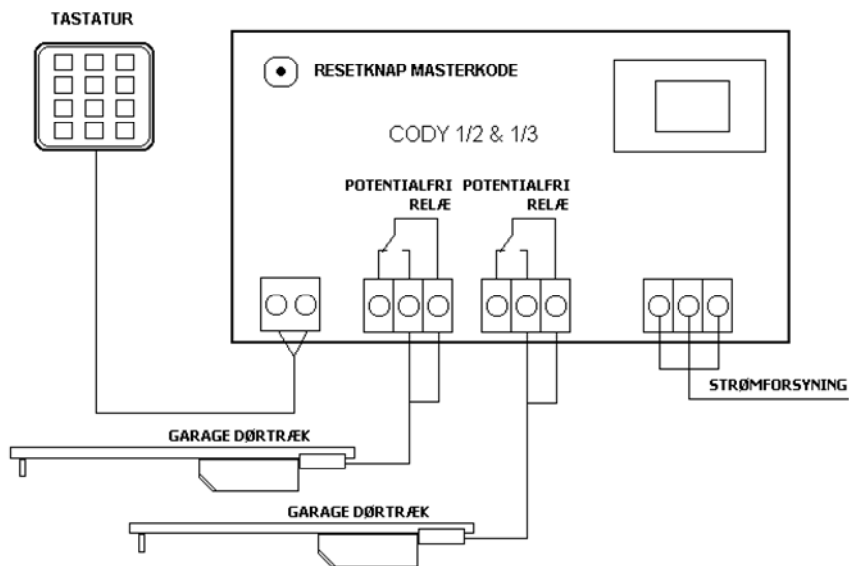 TASTATUR
RESETKNAP MASTERKODE
CODY 1/2 & 1/3
POTENTIALFRI
RELÆ
POTENTIALFRI
RELÆ
STRØMFORSYNING
GARAGE DØRTRÆK
GARAGE DØRTRÆK